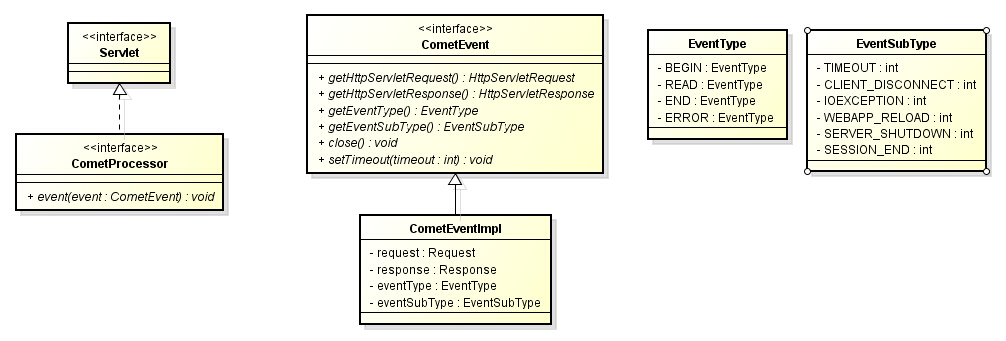 <<interface>>
Servlet
<<interface>>
CometProcessor
+ event(event : CometEvent) : void
<<interface>>
CometEvent
+ getHttpServletRequest() : HttpServletRequest
+ getHttpServletResponse() : HttpServletResponse
+ getEventType() : EventType
+ getEventSubType() : EventSubType
+ close() : void
+ setTimeout(timeout : int) : void
CometEventImpl
- request : Request
- response : Response
- eventType : EventType
- eventSubType : EventSubType
EventType
- BEGIN : EventType
- READ : EventType
- END : EventType
- ERROR : EventType
EventSubType
- TIMEOUT : int
- CLIENT_DISCONNECT : int
- IOEXCEPTION : int
- WEBAPP_RELOAD : int
- SERVER_SHUTDOWN : int
- SESSION_END : int